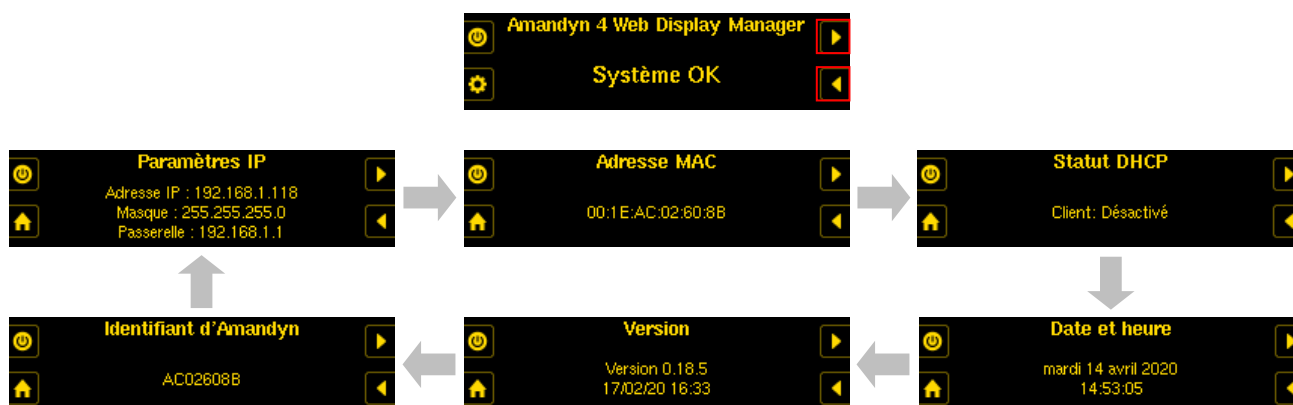 Amandyn 4 Web Display Manager
Système OK
Paramètres IP
Adresse IP : 192.168.1.118
Masque : 255.255.255.0
Passerelle : 192.168.1.1
Adresse MAC
00:1E:AC:02:60:8B
Statut DHCP
Client: Désactivé
Identifiant d'Amandyn
AC02608B
Version
Version 0.18.5
17/02/20 16:33
Date et heure
mardi 14 avril 2020
14:53:05